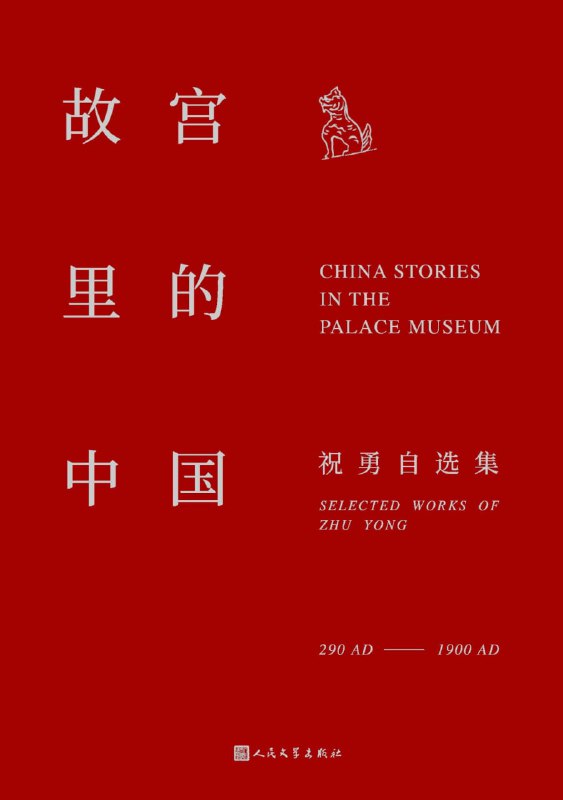 故宫
里的
中国
CHINA STORIES
IN THE
PALACE MUSEUM
祝勇自选集
SELECTED WORKS OF
ZHU YONG
290 AD —— 1900 AD
人民文学出版社